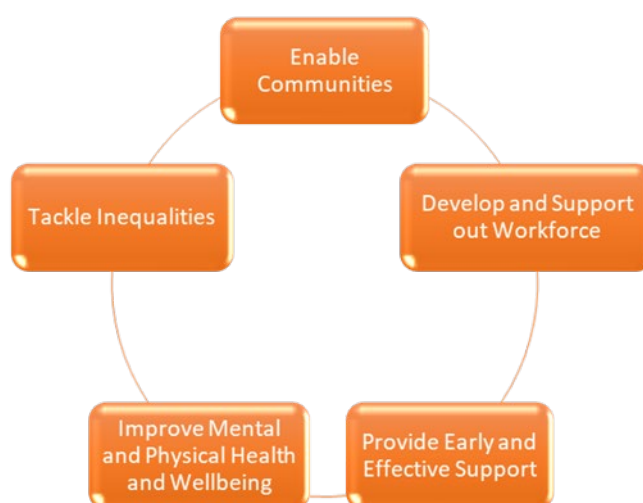 Enable
Communities
Tackle Inequalities
Develop and Support
out Workforce
Improve Mental
and Physical Health
and Wellbeing
Provide Early and
Effective Support